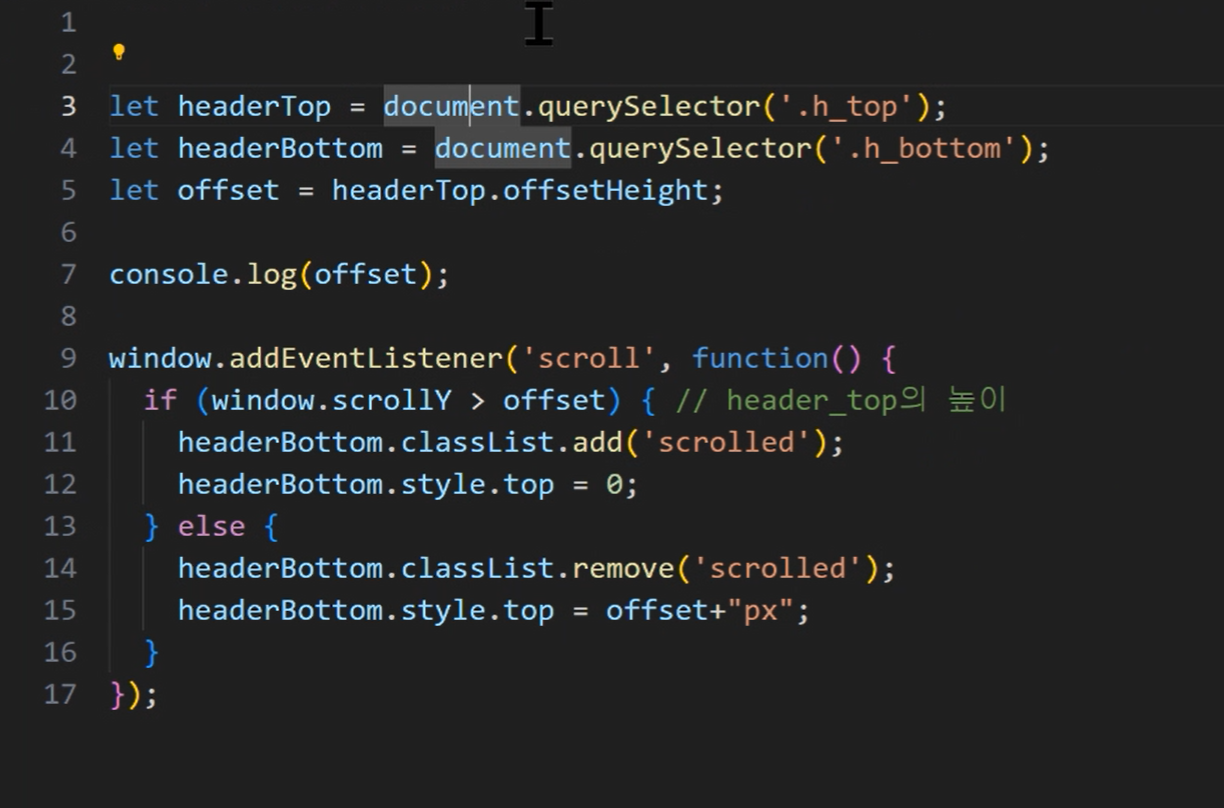 1
2
3 let headerTop = document.querySelector('.h_top');
4 let headerBottom = document.querySelector('.h_bottom');
5 let offset = headerTop.offsetHeight;
6
7 console.log(offset);
8
9 window.addEventListener('scroll', function() {
10   if (window.scrollY > offset) { // header_top의 높이
11     headerBottom.classList.add('scrolled');
12     headerBottom.style.top = 0;
13   } else {
14     headerBottom.classList.remove('scrolled');
15     headerBottom.style.top = offset+"px";
16   }
17 });